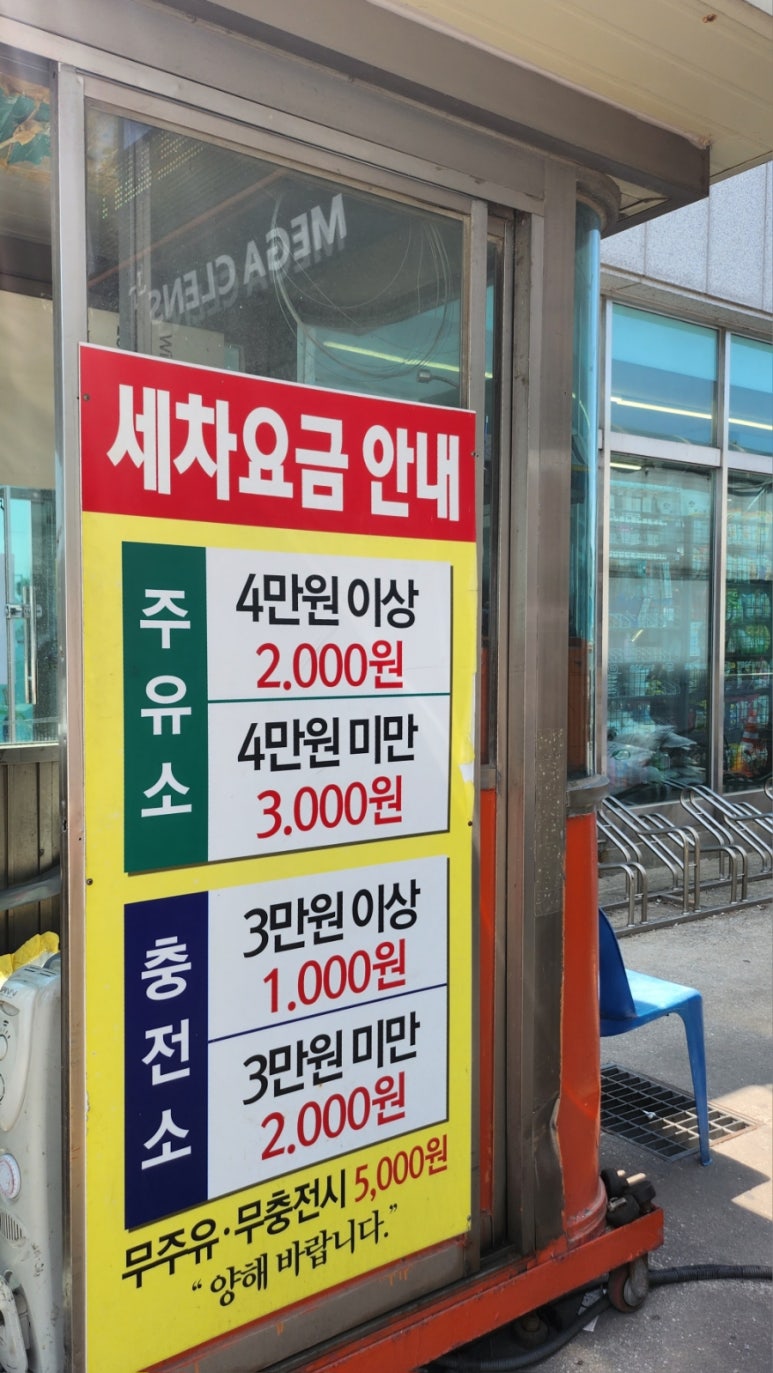 MEGA CLENS
세차요금 안내
주유소
4만원 이상
2.000원
4만원 미만
3.000원
충전소
3만원 이상
1.000원
3만원 미만
2.000원
무주유·무충전시 5,000원
“양해 바랍니다.”